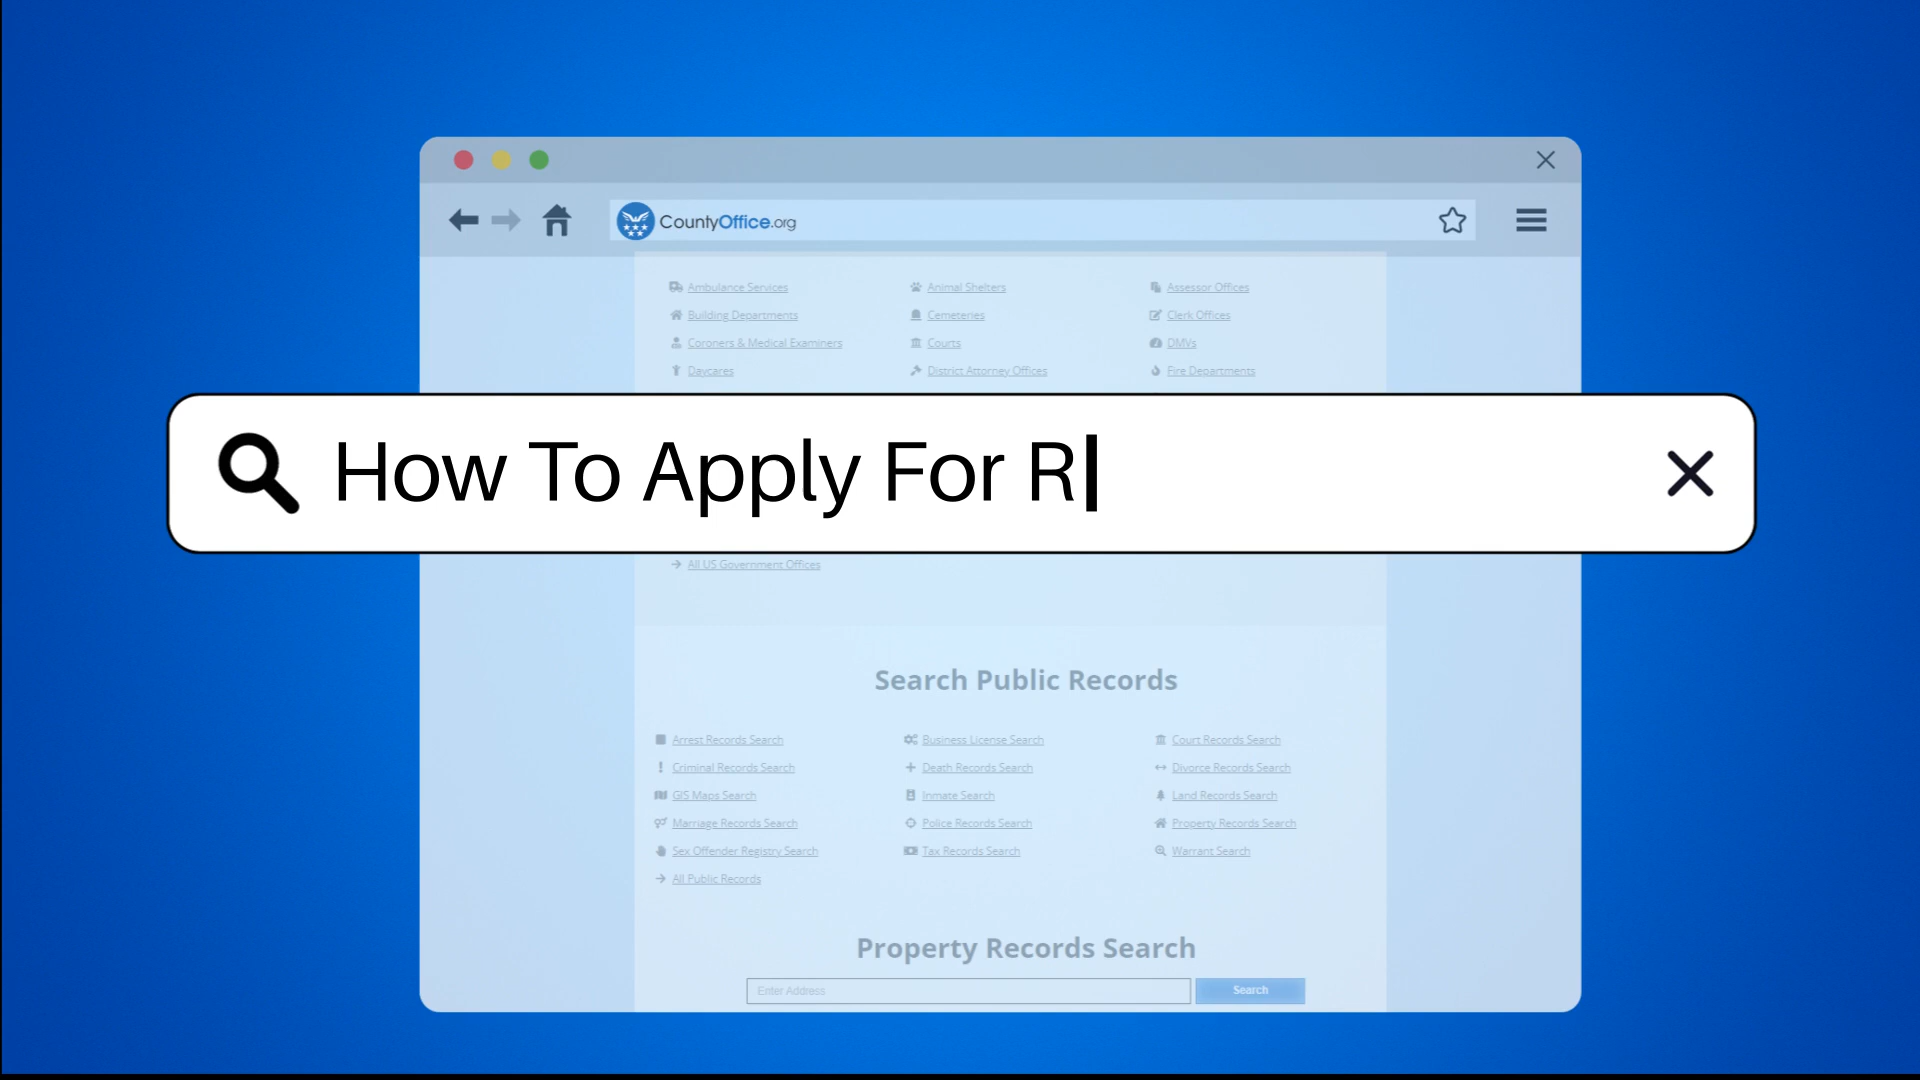 CountyOffice.org
Ambulance Services Animal Shelters Assessor Offices
Building Departments Cemeteries Clerk Offices
Coroners & Medical Examiners Courts DMVs
Daycares District Attorney Offices Fire Departments
How To Apply For R
All US Government Offices
Search Public Records
Arrest Records Search Business License Search Court Records Search
Criminal Records Search Death Records Search Divorce Records Search
GIS Maps Search Inmate Search Land Records Search
Marriage Records Search Police Records Search Property Records Search
Sex Offender Registry Search Tax Records Search Warrant Search
All Public Records
Property Records Search
Enter Address Search